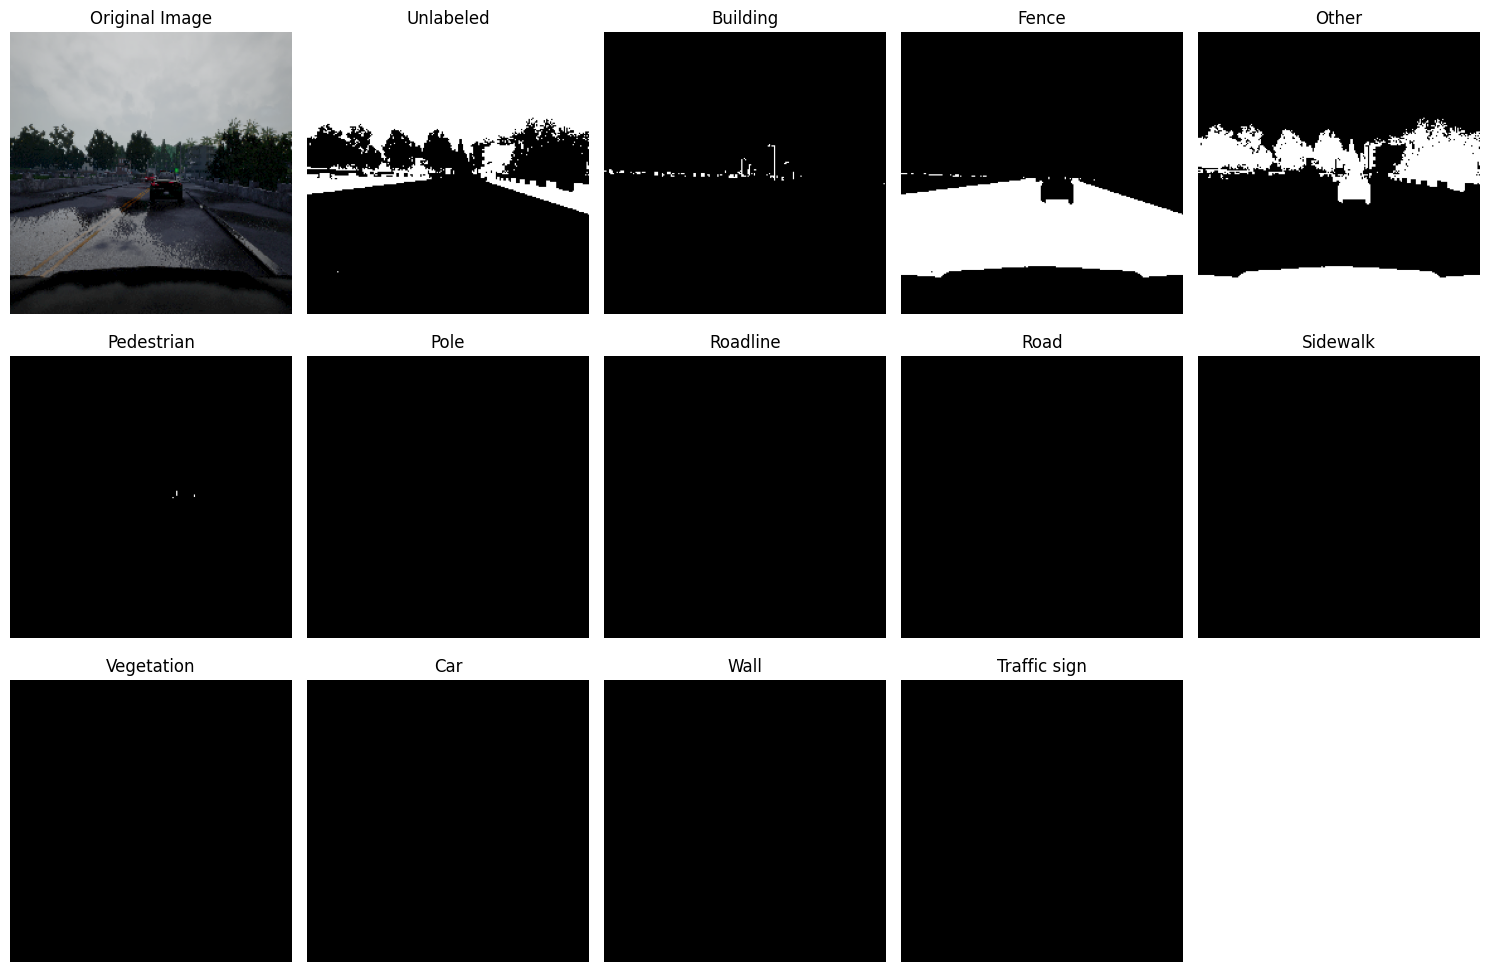 Original Image
Unlabeled
Building
Fence
Other
Pedestrian
Pole
Roadline
Road
Sidewalk
Vegetation
Car
Wall
Traffic sign